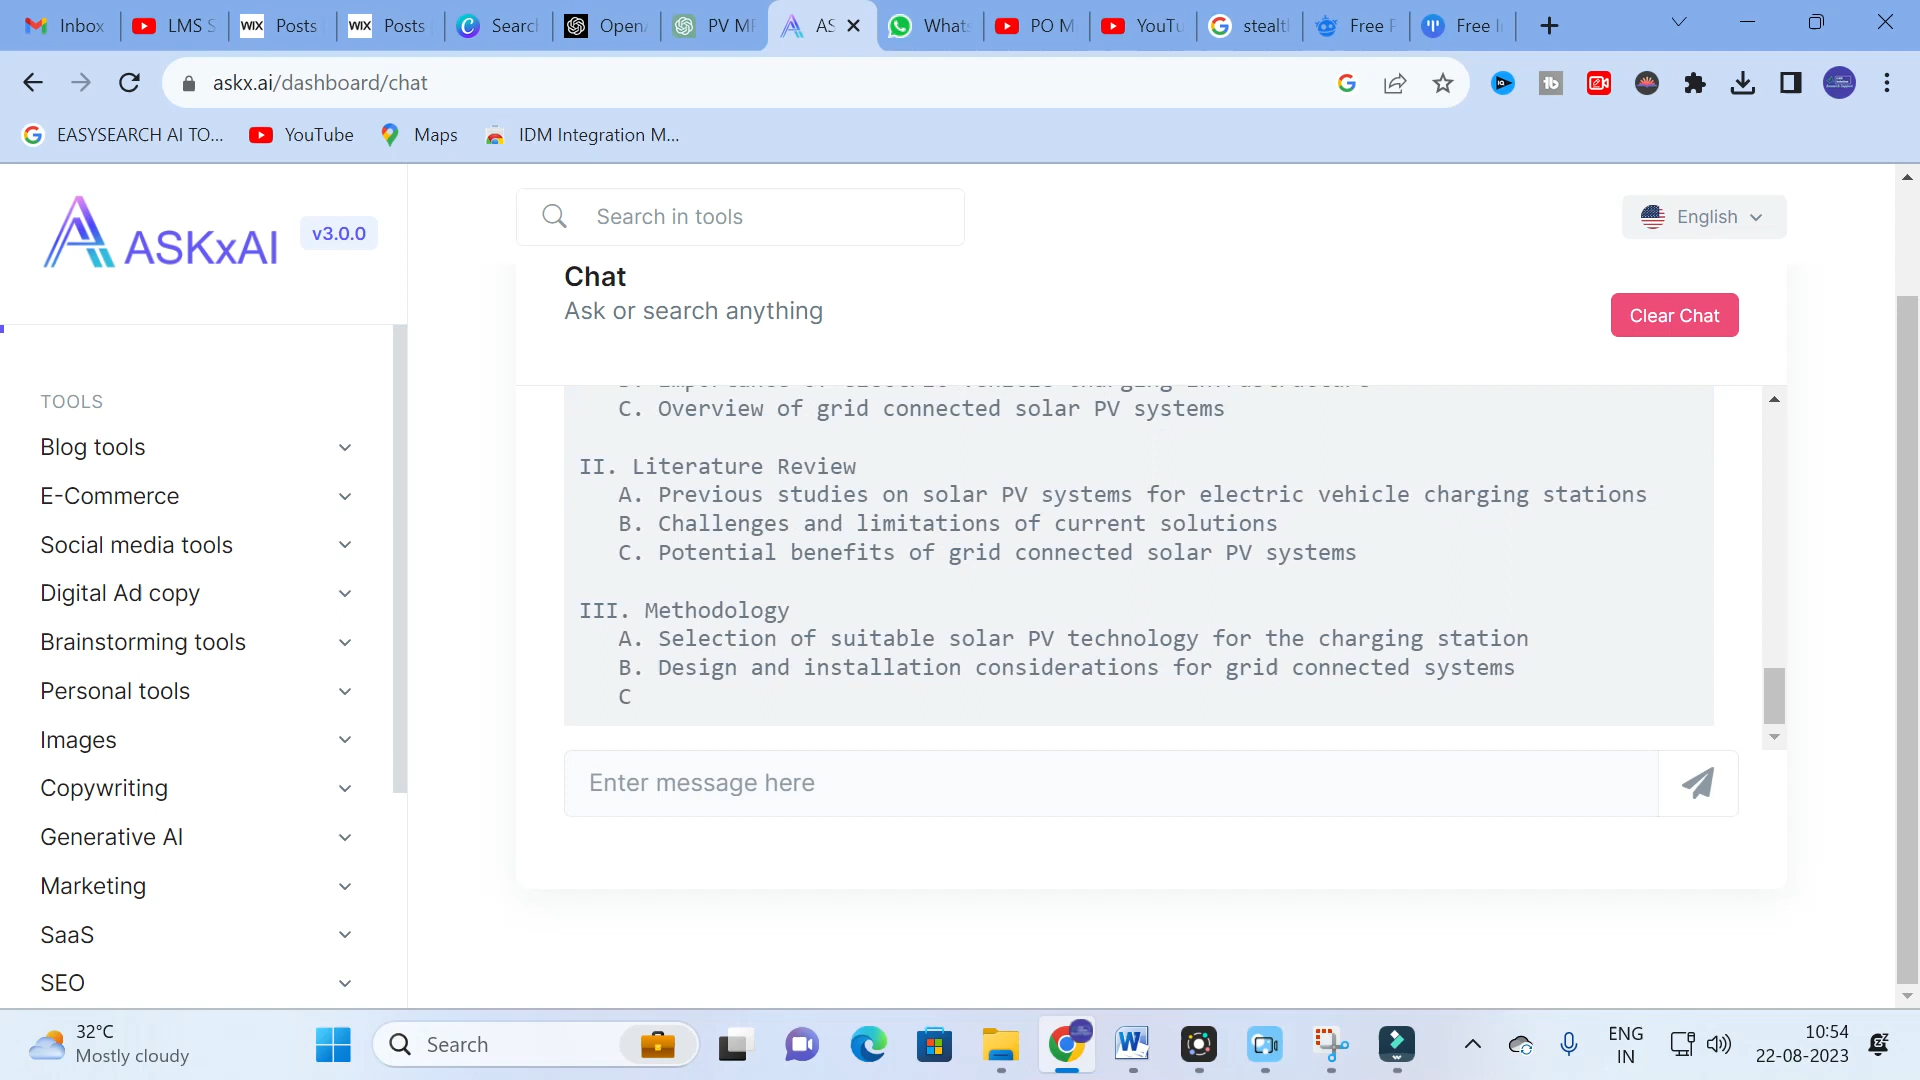 Inbox
LMS S
WIX Posts
WIX Posts
Searc
Open
PV M
AS
Whats
PO M
YouTu
stealt
Free
Free I
askx.ai/dashboard/chat
EASYSEARCH AI TO...
YouTube
Maps
IDM Integration M...
ASKxAI
v3.0.0
Search in tools
English
Chat
Ask or search anything
Clear Chat
TOOLS
Blog tools
E-Commerce
Social media tools
Digital Ad copy
Brainstorming tools
Personal tools
Images
Copywriting
Generative AI
Marketing
SaaS
SEO
C. Overview of grid connected solar PV systems
II. Literature Review
A. Previous studies on solar PV systems for electric vehicle charging stations
B. Challenges and limitations of current solutions
C. Potential benefits of grid connected solar PV systems
III. Methodology
A. Selection of suitable solar PV technology for the charging station
B. Design and installation considerations for grid connected systems
C
Enter message here
32°C
Mostly cloudy
Search
ENG
IN
10:54
22-08-2023